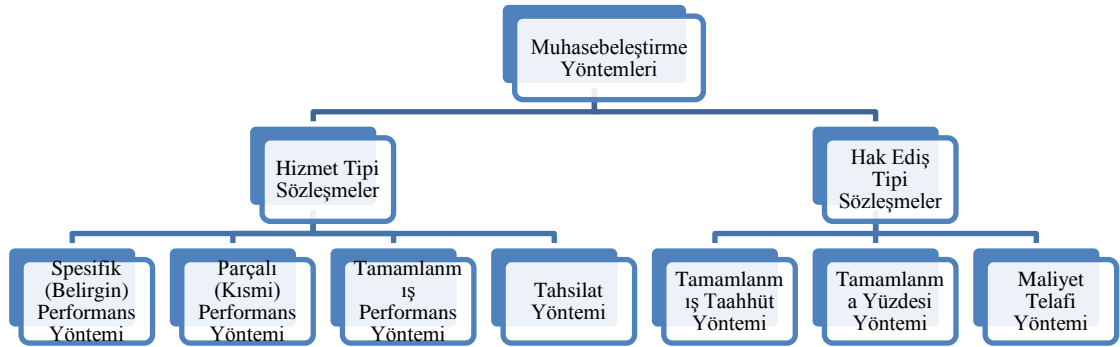 Muhasebeleştirme
Yöntemleri
Hizmet Tipi
Sözleşmeler
Hak Ediş
Tipi
Sözleşmeler
Spesifik
(Belirgin)
Performans
Yöntemi
Parçalı
(Kısmi)
Performans
Yöntemi
Tamamlanm
ış
Performans
Yöntemi
Tahsilat
Yöntemi
Tamamlanm
ış Taahhüt
Yöntemi
Tamamlanm
a Yüzdesi
Yöntemi
Maliyet
Telafi
Yöntemi